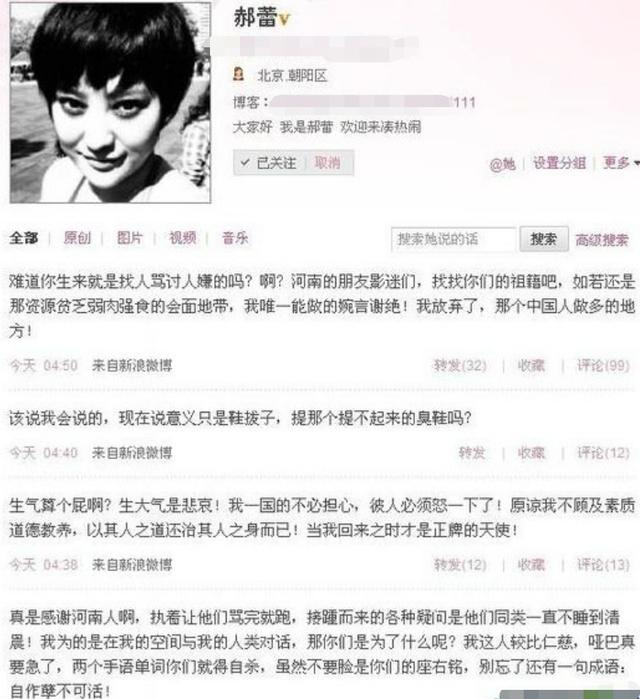 郝蕾v
北京,朝阳区
博客： 111
大家好 我是郝蕾 欢迎来凑热闹
✓已关注 | 取消
@她 | 设置分组 | 更多
全部 | 原创 | 图片 | 视频 | 音乐
搜索她说的话 搜索 高级搜索
难道你生来就是找人骂讨人嫌的吗？啊？河南的朋友影迷们，找找你们的祖籍吧，如若还是
那资源贫乏弱肉强食的会面地带，我唯一能做的婉言谢绝！我放弃了，那个中国人做多的地
方！
今天 04:50 来自新浪微博 转发(32) | 收藏 | 评论(99)
该说我会说的，现在说意义只是鞋拔子，提那个提不起来的臭鞋吗？
今天 04:40 来自新浪微博 转发 | 收藏 | 评论(12)
生气算个屁啊？生大气是悲哀！我一国的不必担心，彼人必须怒一下了！原谅我不顾及素质
道德教养，以其人之道还治其人之身而已！当我回来之时才是正牌的天使！
今天 04:38 来自新浪微博 转发(12) | 收藏 | 评论(13)
真是感谢河南人啊，执着让他们骂完就跑，接踵而来的各种疑问是他们同类一直不睡到清
晨！我为的是在我的空间与我的人类对话，那你们是为了什么呢？我这人较比仁慈，哑巴真
要急了，两个手语单词你们就得自杀，虽然不要脸是你们的座右铭，别忘了还有一句成语：
自作孽不可活！